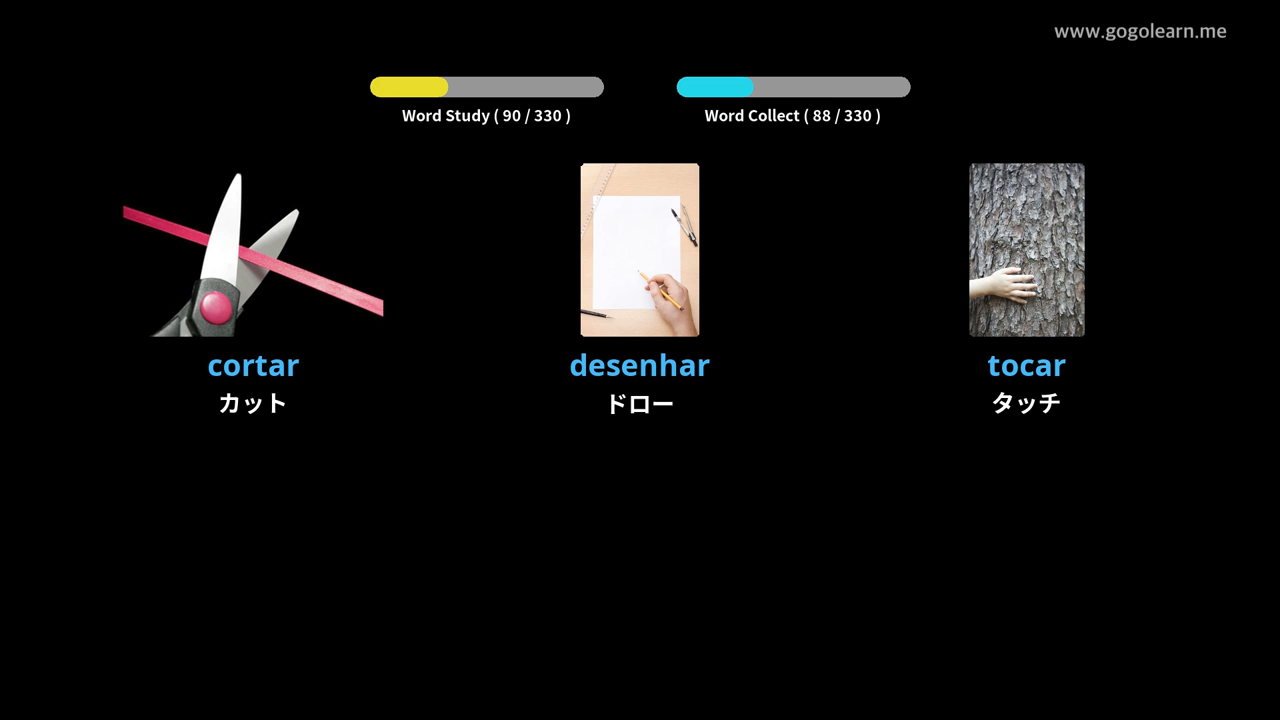 www.gogolearn.me
Word Study ( 90 / 330 )
Word Collect ( 88 / 330 )
cortar
カット
desenhar
ドロー
tocar
タッチ